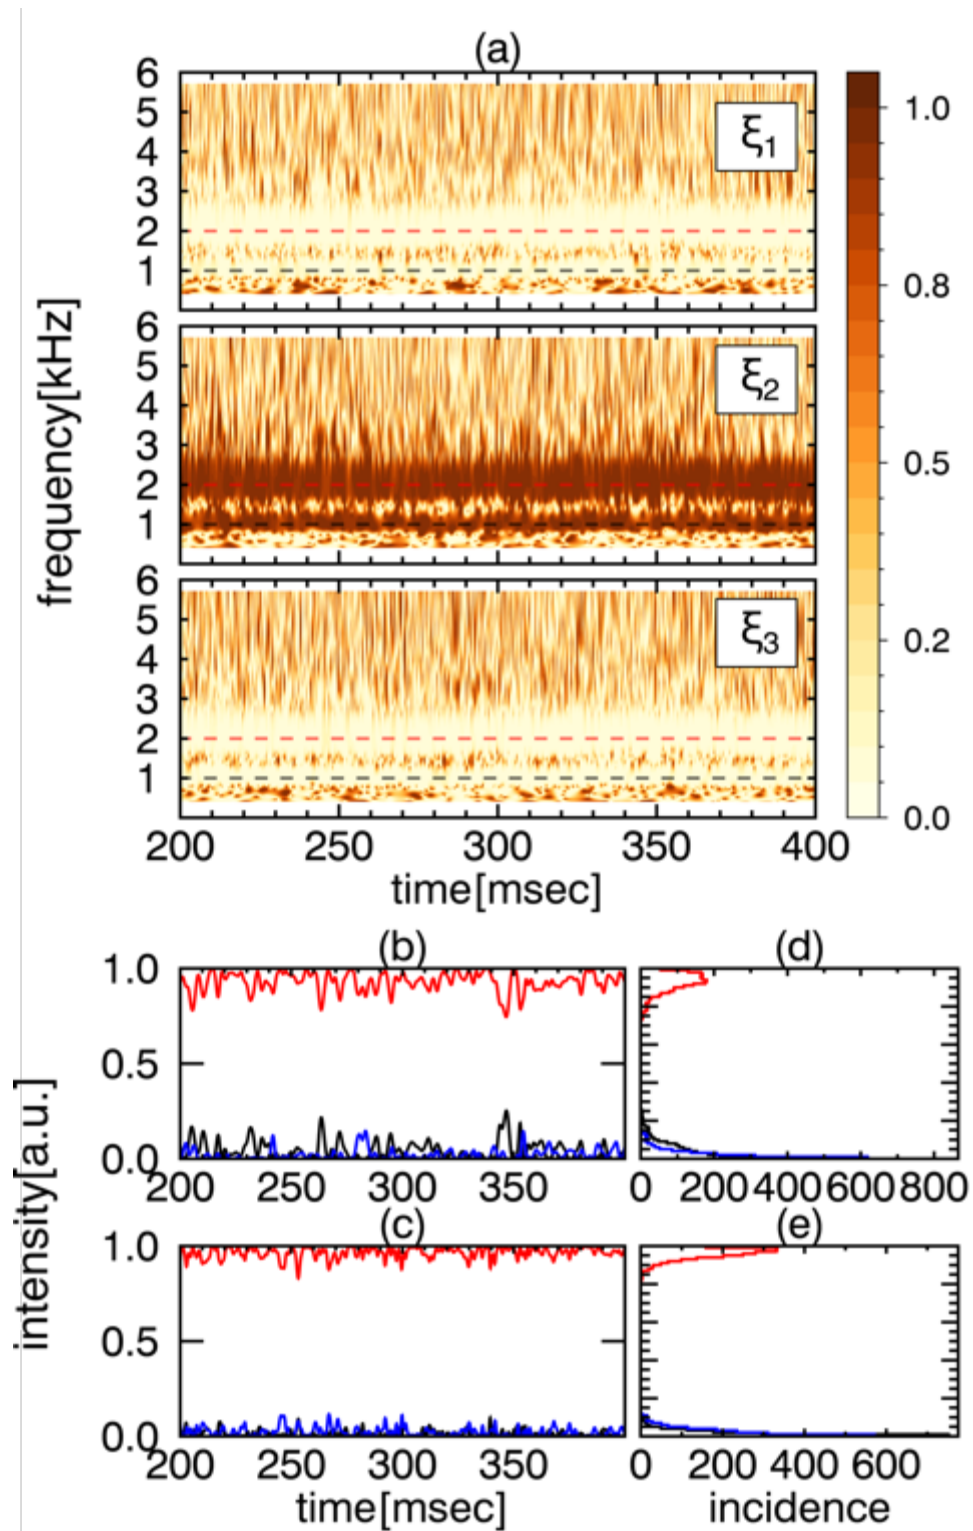 (a)
6
5
4
3
2
1
ξ1
1.0
0.8
0.5
0.2
0.0
6
5
4
3
2
1
ξ2
frequency[kHz]
6
5
4
3
2
1
ξ3
200 250 300 350 400
time[msec]
(b) (d)
1.0
0.5
0.0
200 250 300 350
0 200 400 600 800
intensity[a.u.]
(c) (e)
1.0
0.5
0.0
200 250 300 350
0 200 400 600
time[msec] incidence